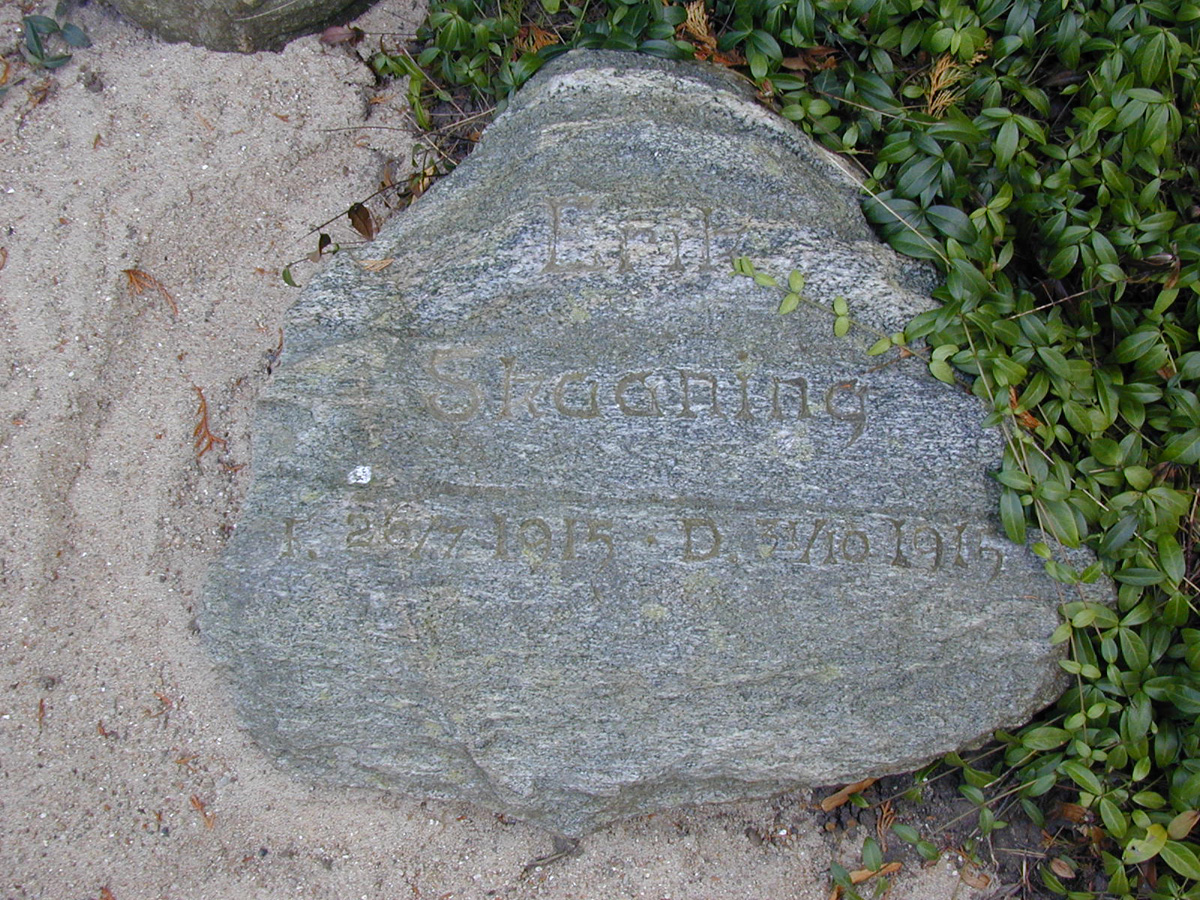 Erik
Skaaning
F. 26/7 1915 · D. 31/10 1915